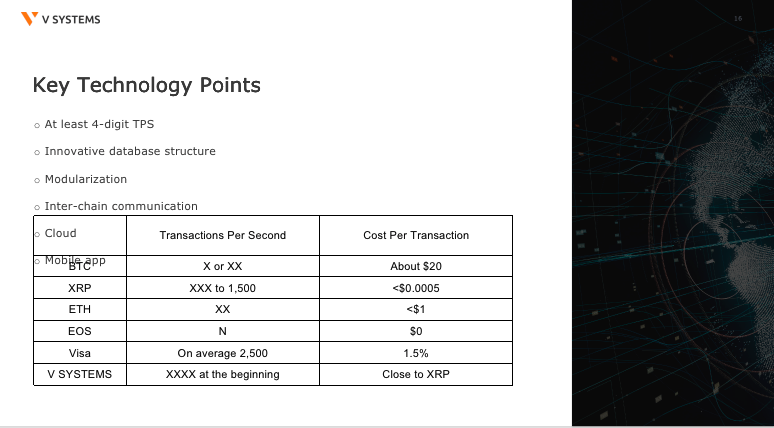 V SYSTEMS
16
Key Technology Points
○ At least 4-digit TPS
○ Innovative database structure
○ Modularization
○ Inter-chain communication
○ Cloud
○ Mobile app
Transactions Per Second Cost Per Transaction
BTC X or XX About $20
XRP XXX to 1,500 <$0.0005
ETH XX <$1
EOS N $0
Visa On average 2,500 1.5%
V SYSTEMS XXXX at the beginning Close to XRP